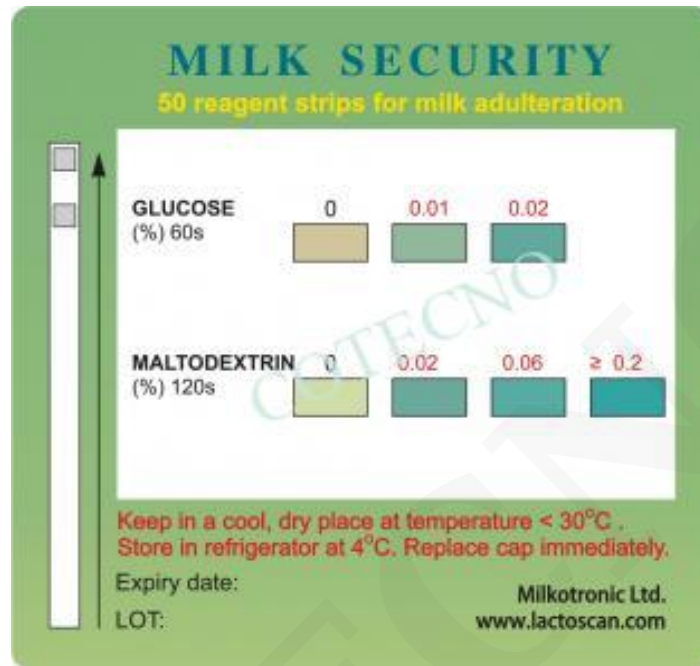 MILK SECURITY
50 reagent strips for milk adulteration
GLUCOSE 0 0.01 0.02
(%) 60s
MALTODEXTRIN 0 0.02 0.06 ≥ 0.2
(%) 120s
COTECNO
Keep in a cool, dry place at temperature < 30°C .
Store in refrigerator at 4°C. Replace cap immediately.
Expiry date:
LOT:
Milkotronic Ltd.
www.lactoscan.com